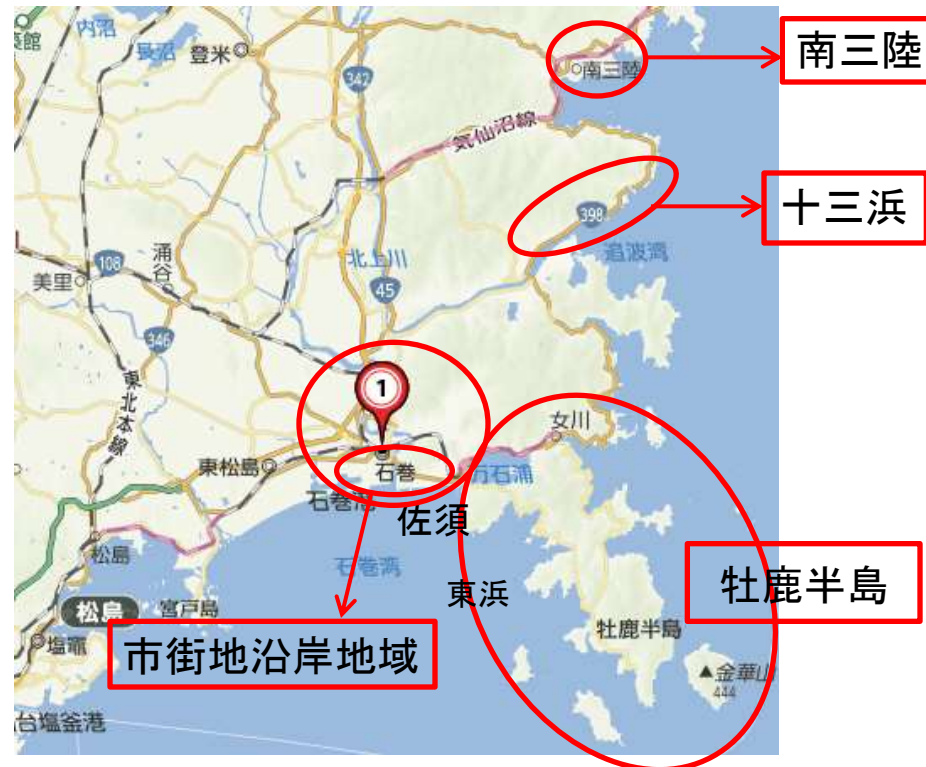 内沼
長沼
登米
342
南三陸
南三陸
気仙沼線
十三浜
398
追波湾
涌谷
108
美里
北上川
45
346
東北本線
1
女川
東松島
石巻
万石浦
石巻港
佐須
松島
石巻湾
東浜
牡鹿半島
松島
宮戸島
牡鹿半島
塩竈
市街地沿岸地域
金華山
444
台塩釜港